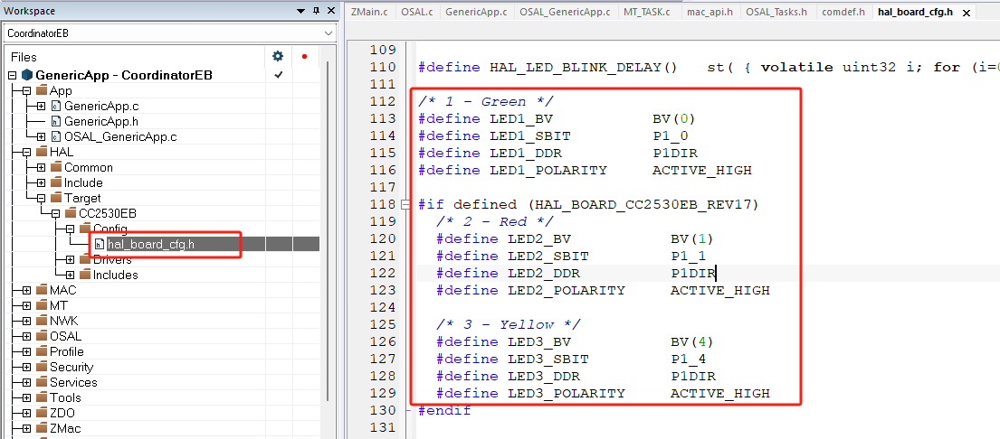 Workspace
CoordinatorEB
Files
GenericApp - CoordinatorEB
App
GenericApp.c
GenericApp.h
OSAL_GenericApp.c
HAL
Common
Include
Target
CC2530EB
Config
hal_board_cfg.h
Drivers
Includes
MAC
MT
NWK
OSAL
Profile
Security
Services
Tools
ZDO
ZMac
ZMain.c OSAL.c GenericApp.c OSAL_GenericApp.c MT_TASK.c mac_api.h OSAL_Tasks.h comdef.h hal_board_cfg.h
109
110 #define HAL_LED_BLINK_DELAY() st( { volatile uint32 i; for (i=0
111
112 /* 1 - Green */
113 #define LED1_BV BV(0)
114 #define LED1_SBIT P1_0
115 #define LED1_DDR P1DIR
116 #define LED1_POLARITY ACTIVE_HIGH
117
118 #if defined (HAL_BOARD_CC2530EB_REV17)
119 /* 2 - Red */
120 #define LED2_BV BV(1)
121 #define LED2_SBIT P1_1
122 #define LED2_DDR P1DIR
123 #define LED2_POLARITY ACTIVE_HIGH
124
125 /* 3 - Yellow */
126 #define LED3_BV BV(4)
127 #define LED3_SBIT P1_4
128 #define LED3_DDR P1DIR
129 #define LED3_POLARITY ACTIVE_HIGH
130 #endif
131